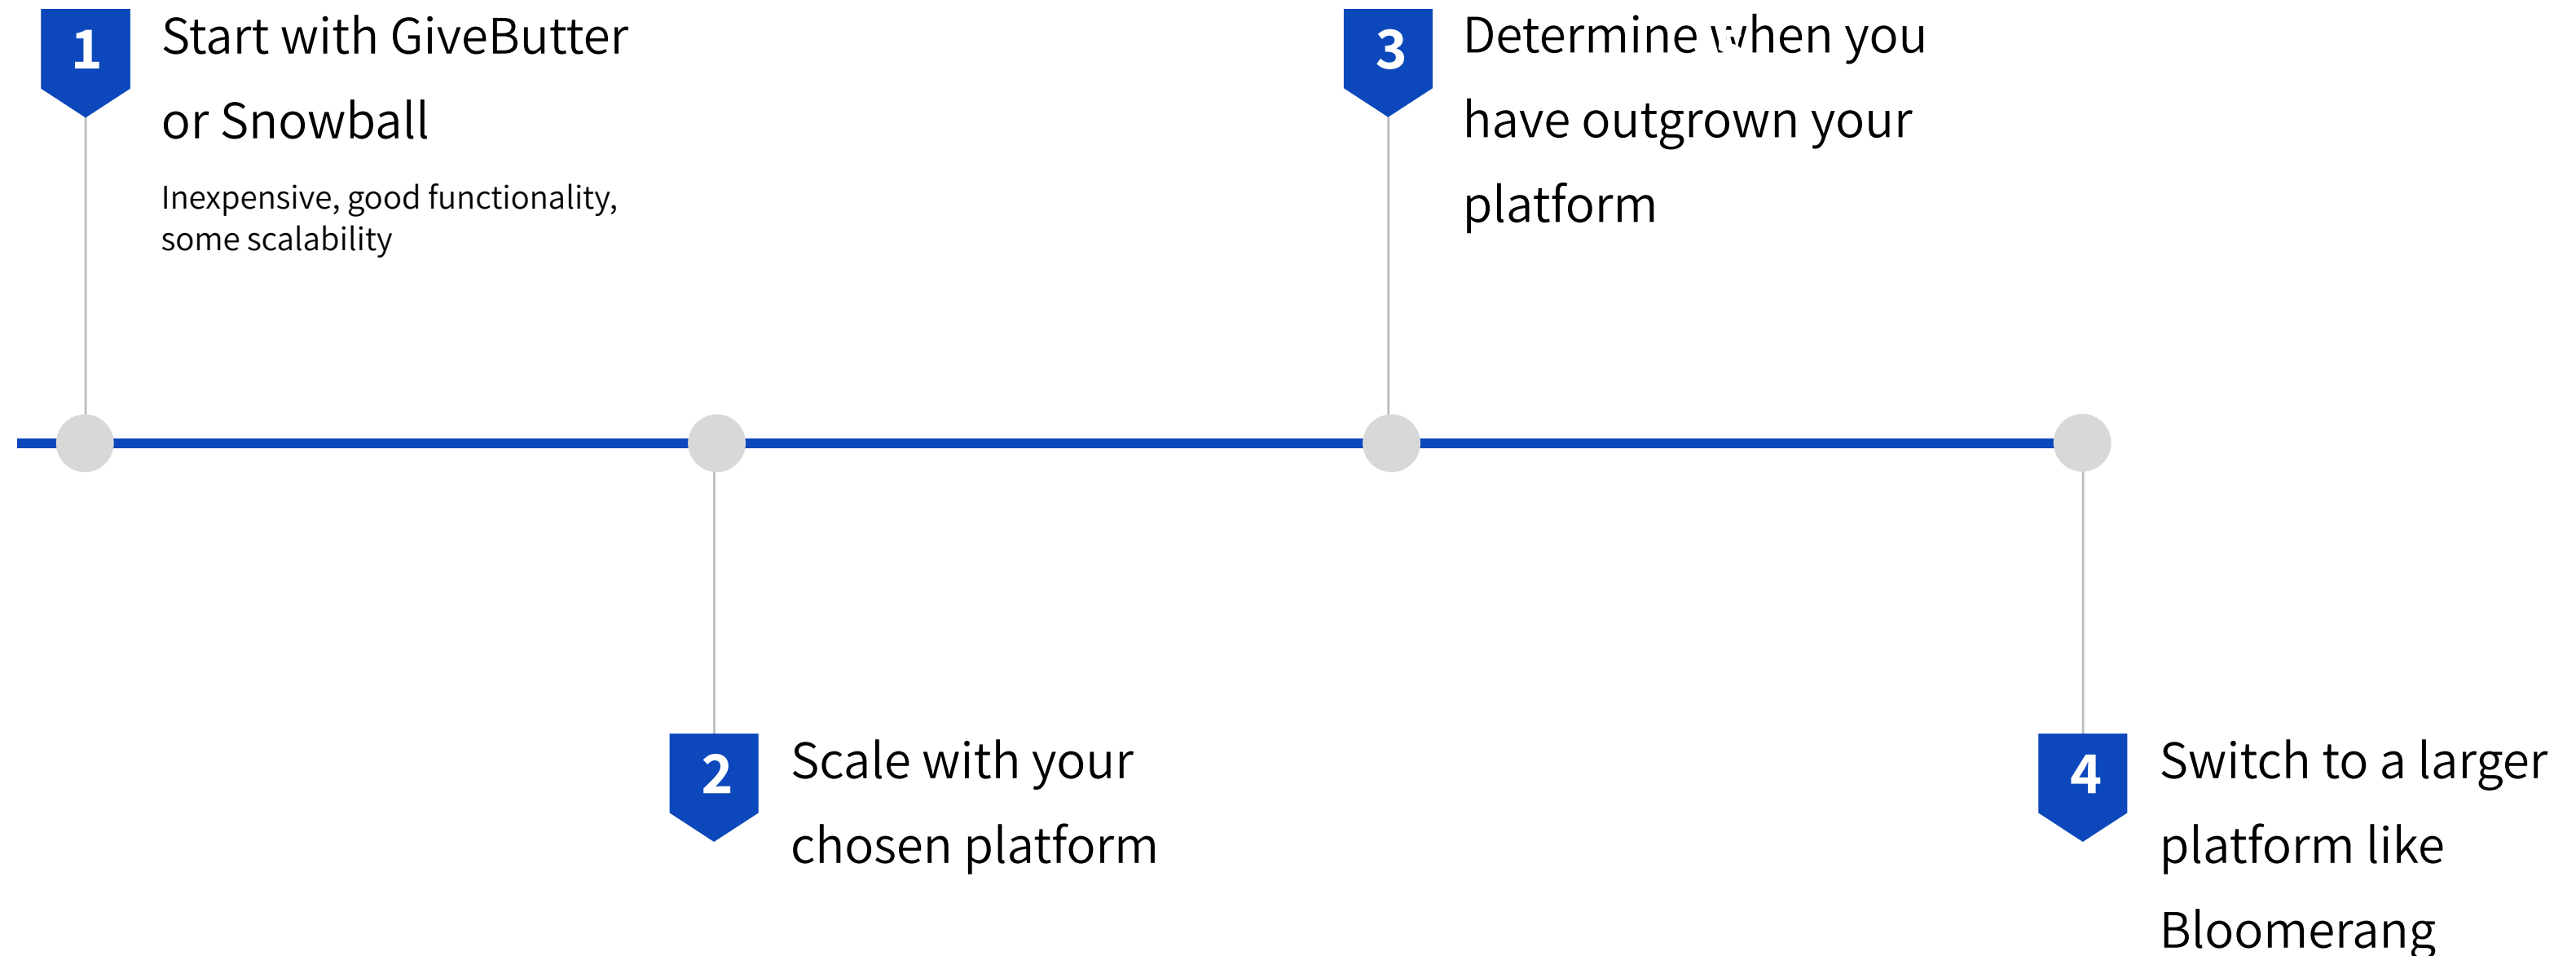 1
Start with GiveButter
or Snowball
Inexpensive, good functionality,
some scalability
2
Scale with your
chosen platform
3
Determine when you
have outgrown your
platform
4
Switch to a larger
platform like
Bloomerang